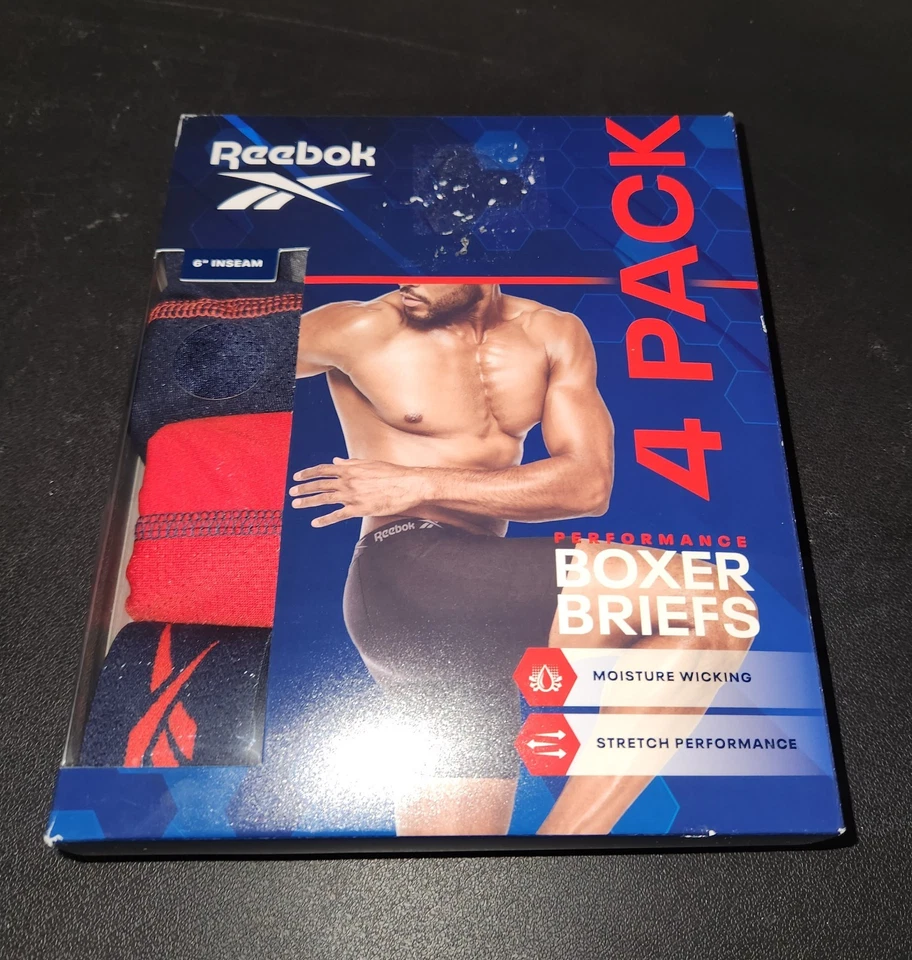 Reebok
4 PACK
6" INSEAM
Reebok
PERFORMANCE
BOXER
BRIEFS
MOISTURE WICKING
STRETCH PERFORMANCE